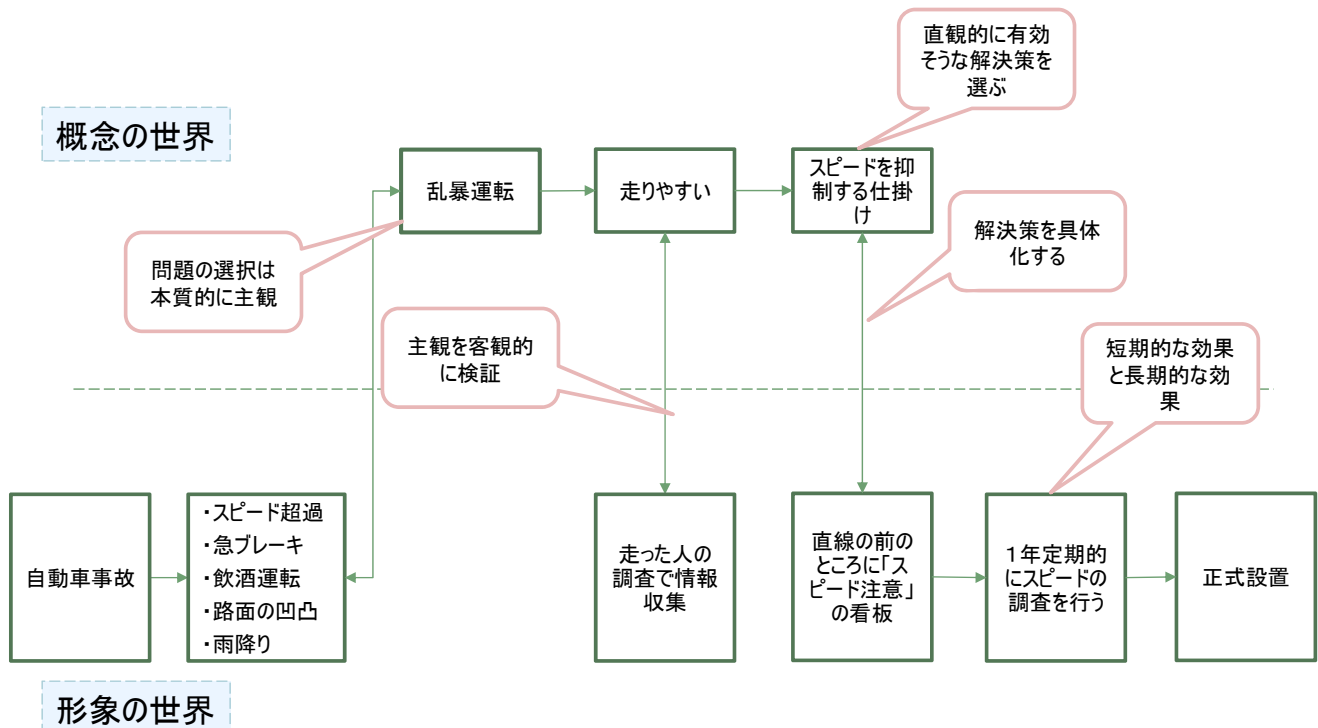 直観的に有効
そうな解決策を
選ぶ
概念の世界
乱暴運転
走りやすい
スピードを抑
制する仕掛
け
問題の選択は
本質的に主観
解決策を具体
化する
主観を客観的
に検証
短期的な効果
と長期的な効
果
自動車事故
・スピード超過
・急ブレーキ
・飲酒運転
・路面の凹凸
・雨降り
走った人の
調査で情報
収集
直線の前の
ところに「ス
ピード注意」
の看板
１年定期的
にスピードの
調査を行う
正式設置
形象の世界